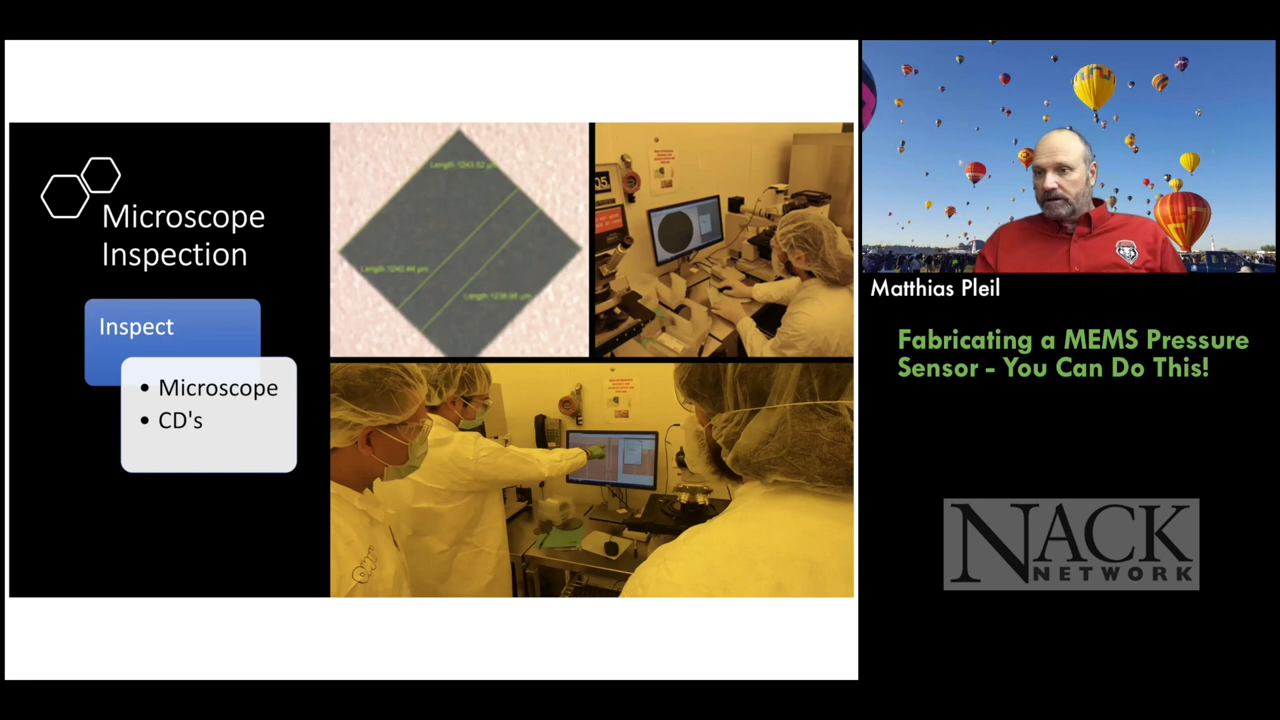 Microscope
Inspection
Inspect
• Microscope
• CD's
Matthias Pleil
Fabricating a MEMS Pressure
Sensor - You Can Do This!
NACK
NETWORK